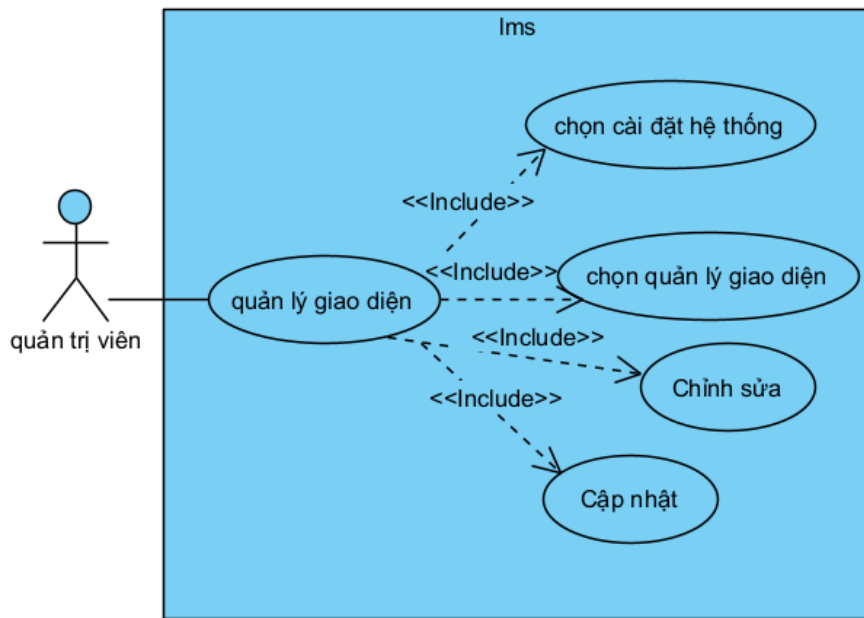 lms
chọn cài đặt hệ thống
<<Include>>
<<Include>>
chọn quản lý giao diện
quản lý giao diện
quản trị viên
<<Include>>
Chỉnh sửa
<<Include>>
Cập nhật